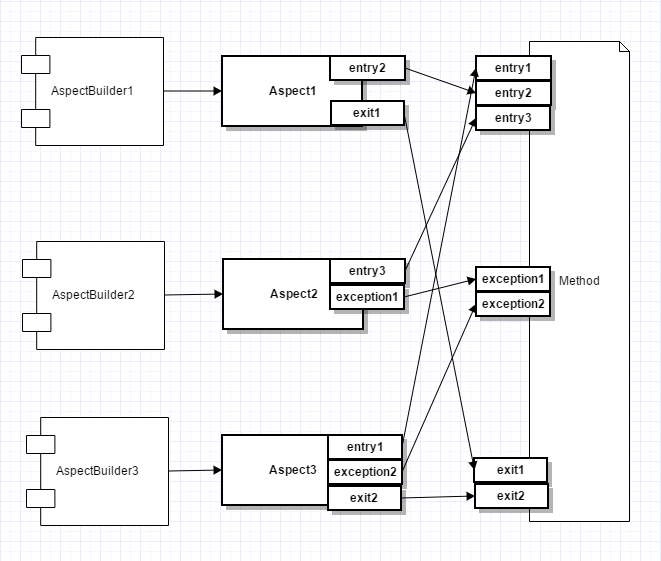 AspectBuilder1
Aspect1
entry2
exit1
entry1
entry2
entry3
AspectBuilder2
Aspect2
entry3
exception1
exception1
exception2
Method
AspectBuilder3
Aspect3
entry1
exception2
exit2
exit1
exit2